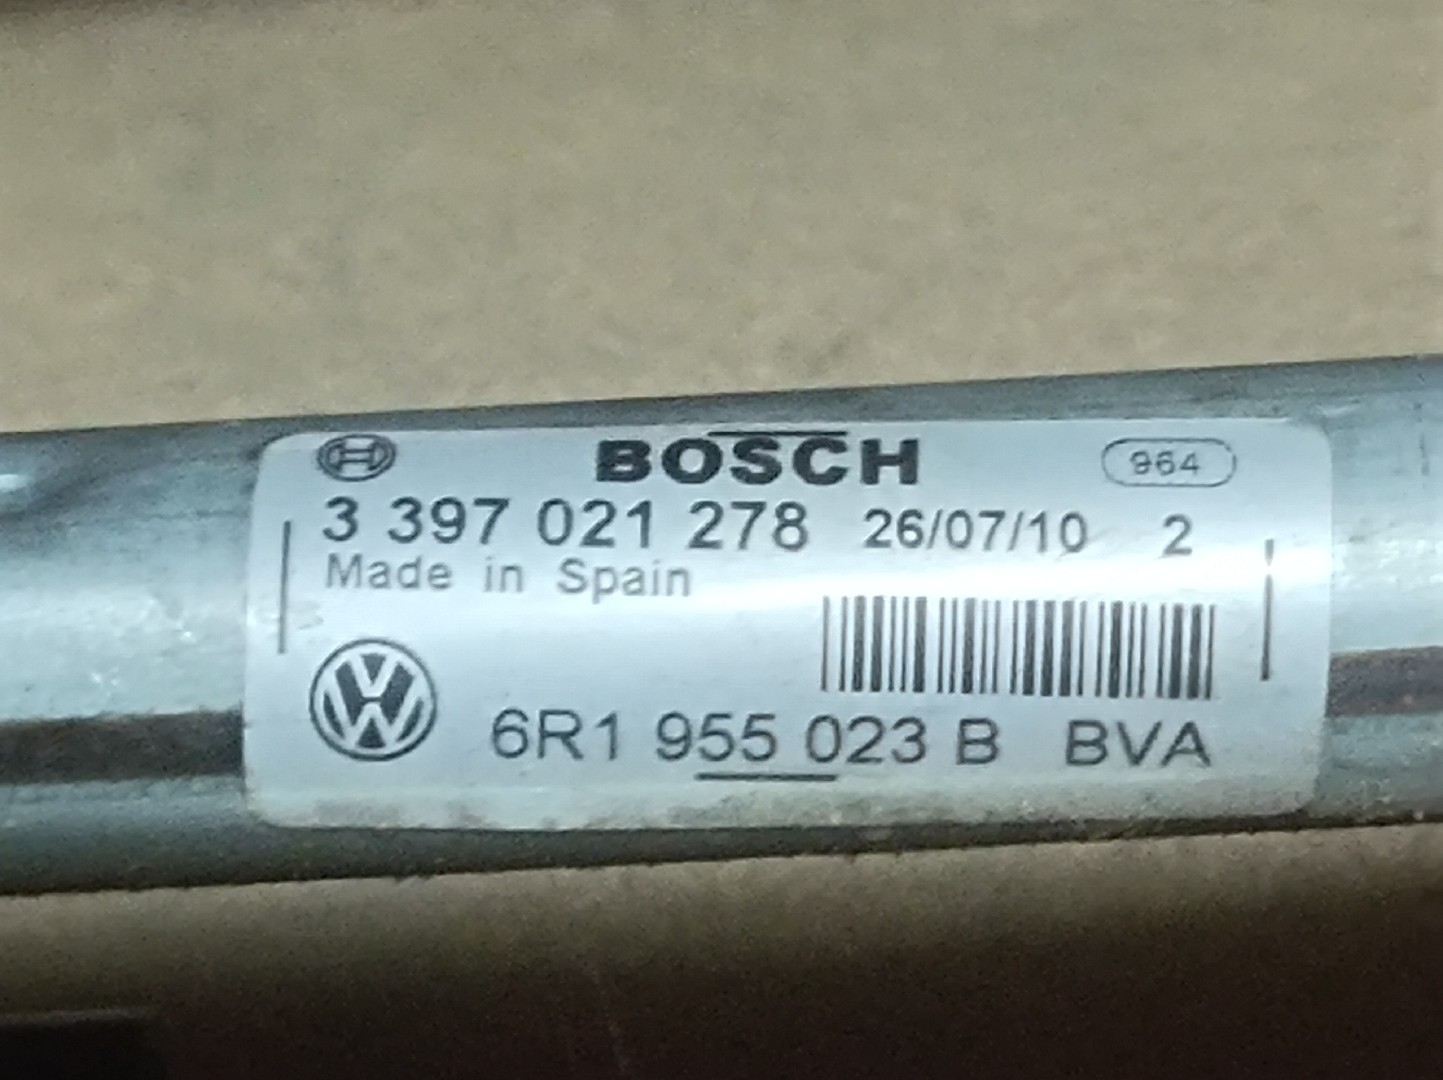 BOSCH 964
3 397 021 278 26/07/10 2
Made in Spain
6R1 955 023 B BVA